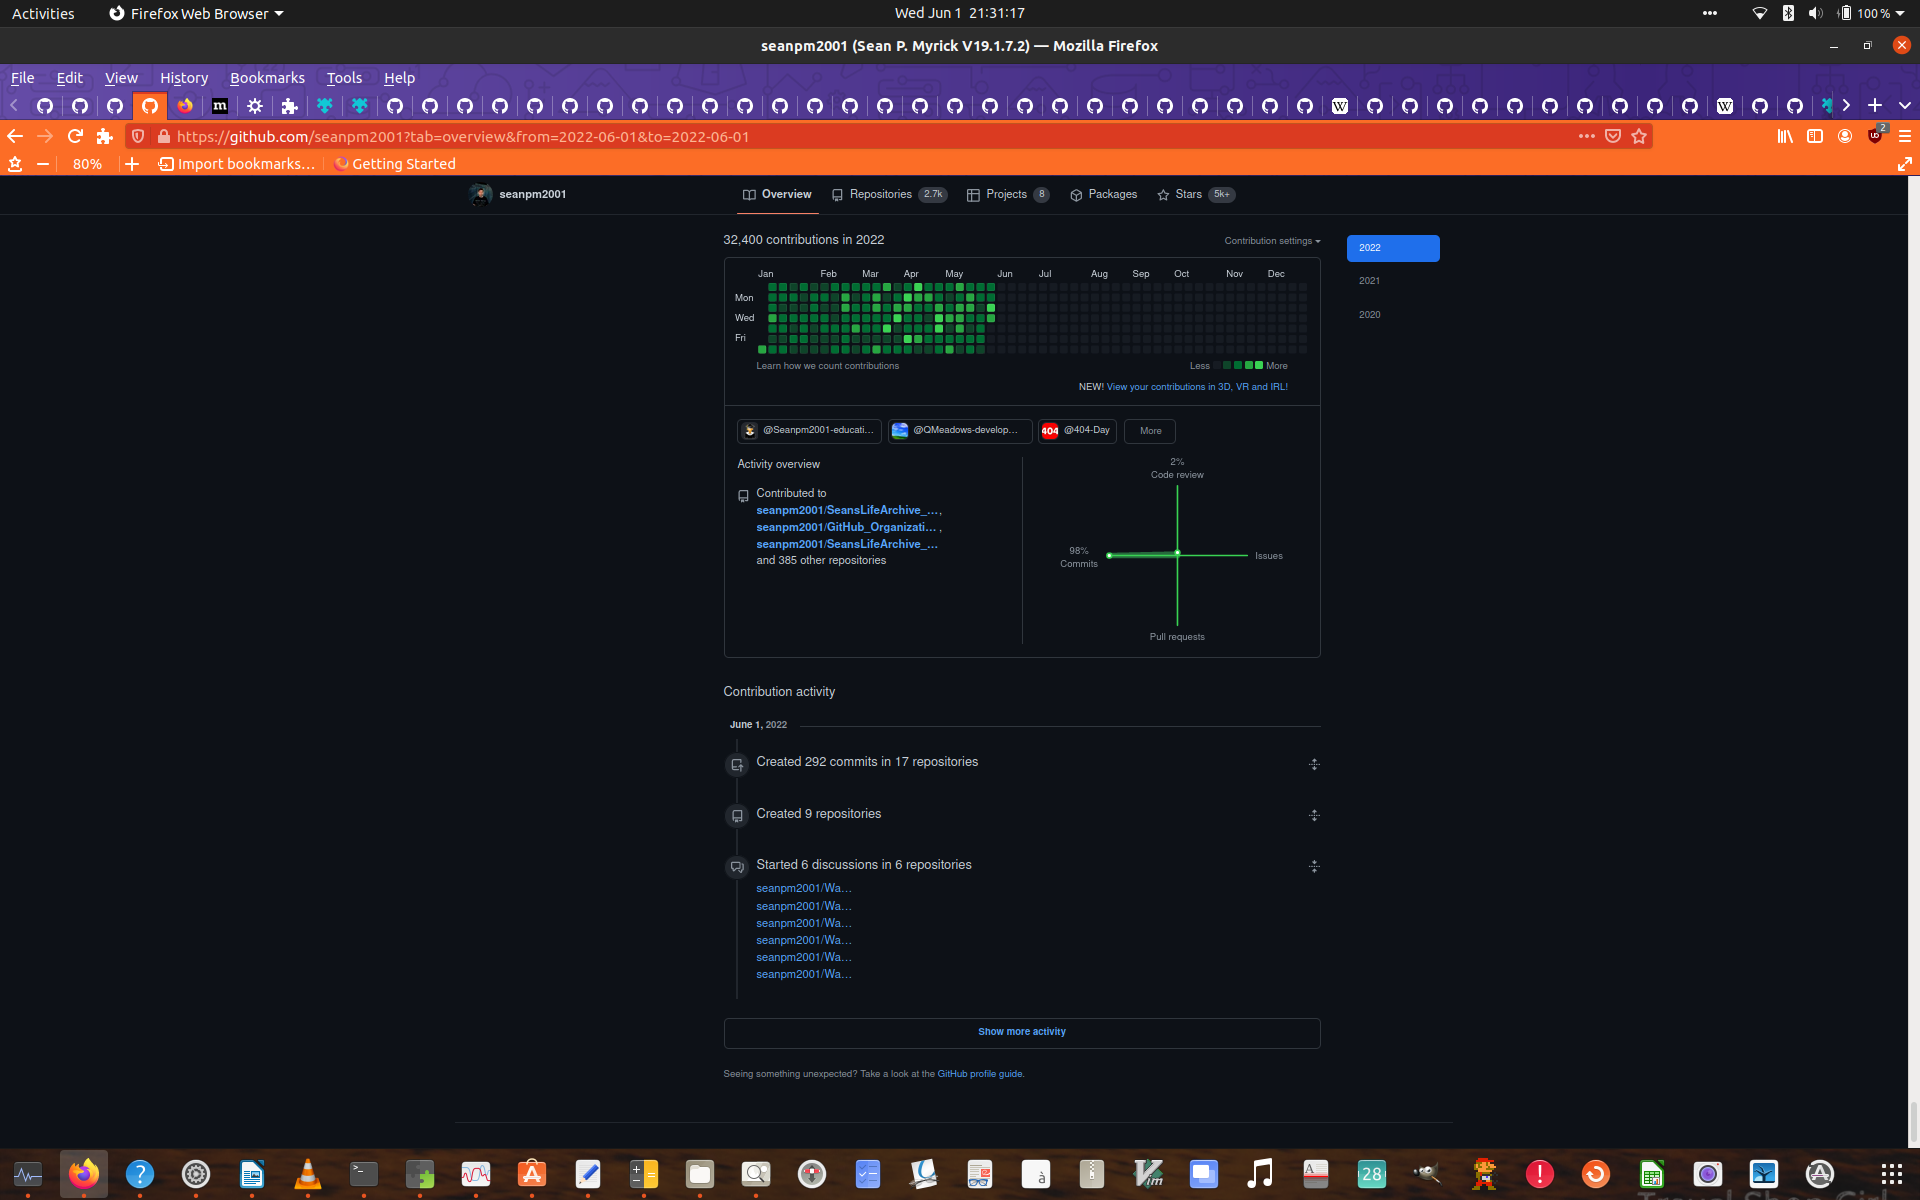 Activities
Firefox Web Browser
Wed Jun 1 21:31:17
100 %
seanpm2001 (Sean P. Myrick V19.1.7.2) — Mozilla Firefox
File Edit View History Bookmarks Tools Help
https://github.com/seanpm2001?tab=overview&from=2022-06-01&to=2022-06-01
2
80%
Import bookmarks…
Getting Started
seanpm2001
Overview
Repositories 2.7k
Projects 8
Packages
Stars 5k+
32,400 contributions in 2022
Contribution settings
2022
2021
2020
Jan Feb Mar Apr May Jun Jul Aug Sep Oct Nov Dec
Mon
Wed
Fri
Learn how we count contributions
Less More
NEW! View your contributions in 3D, VR and IRL!
@Seanpm2001-educati...
@QMeadows-develop...
404 @404-Day
More
Activity overview
Contributed to
seanpm2001/SeansLifeArchive_...,
seanpm2001/GitHub_Organizati... ,
seanpm2001/SeansLifeArchive_...
and 385 other repositories
2%
Code review
98%
Commits
Issues
Pull requests
Contribution activity
June 1, 2022
Created 292 commits in 17 repositories
Created 9 repositories
Started 6 discussions in 6 repositories
seanpm2001/Wa...
seanpm2001/Wa...
seanpm2001/Wa...
seanpm2001/Wa...
seanpm2001/Wa...
seanpm2001/Wa...
Show more activity
Seeing something unexpected? Take a look at the GitHub profile guide.
28